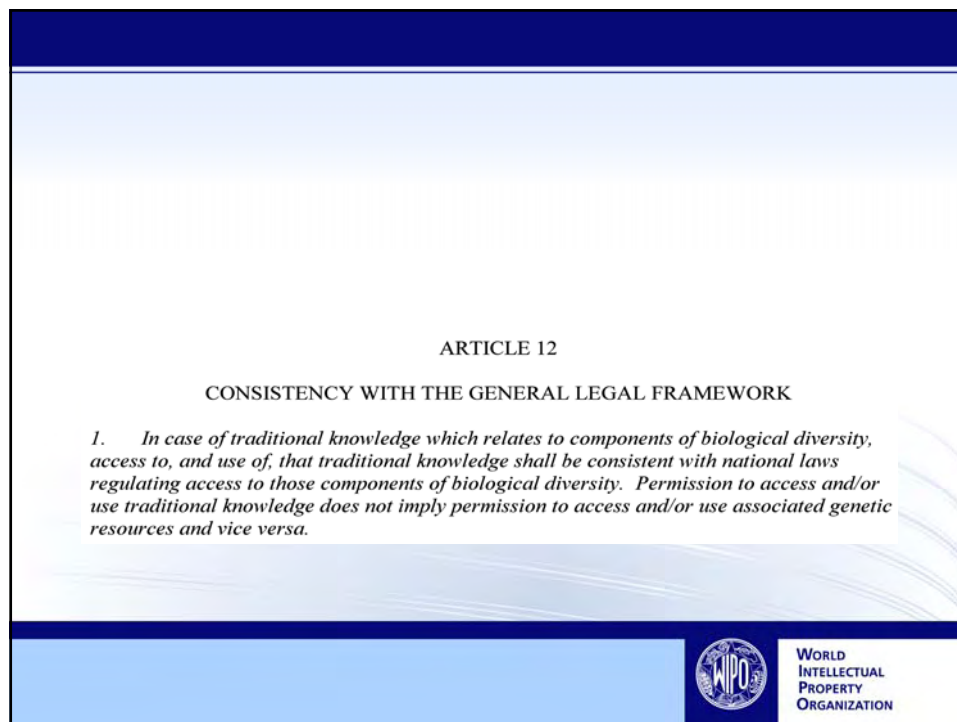 ARTICLE 12
CONSISTENCY WITH THE GENERAL LEGAL FRAMEWORK
1. In case of traditional knowledge which relates to components of biological diversity,
access to, and use of, that traditional knowledge shall be consistent with national laws
regulating access to those components of biological diversity. Permission to access and/or
use traditional knowledge does not imply permission to access and/or use associated genetic
resources and vice versa.
WIPO
WORLD
INTELLECTUAL
PROPERTY
ORGANIZATION